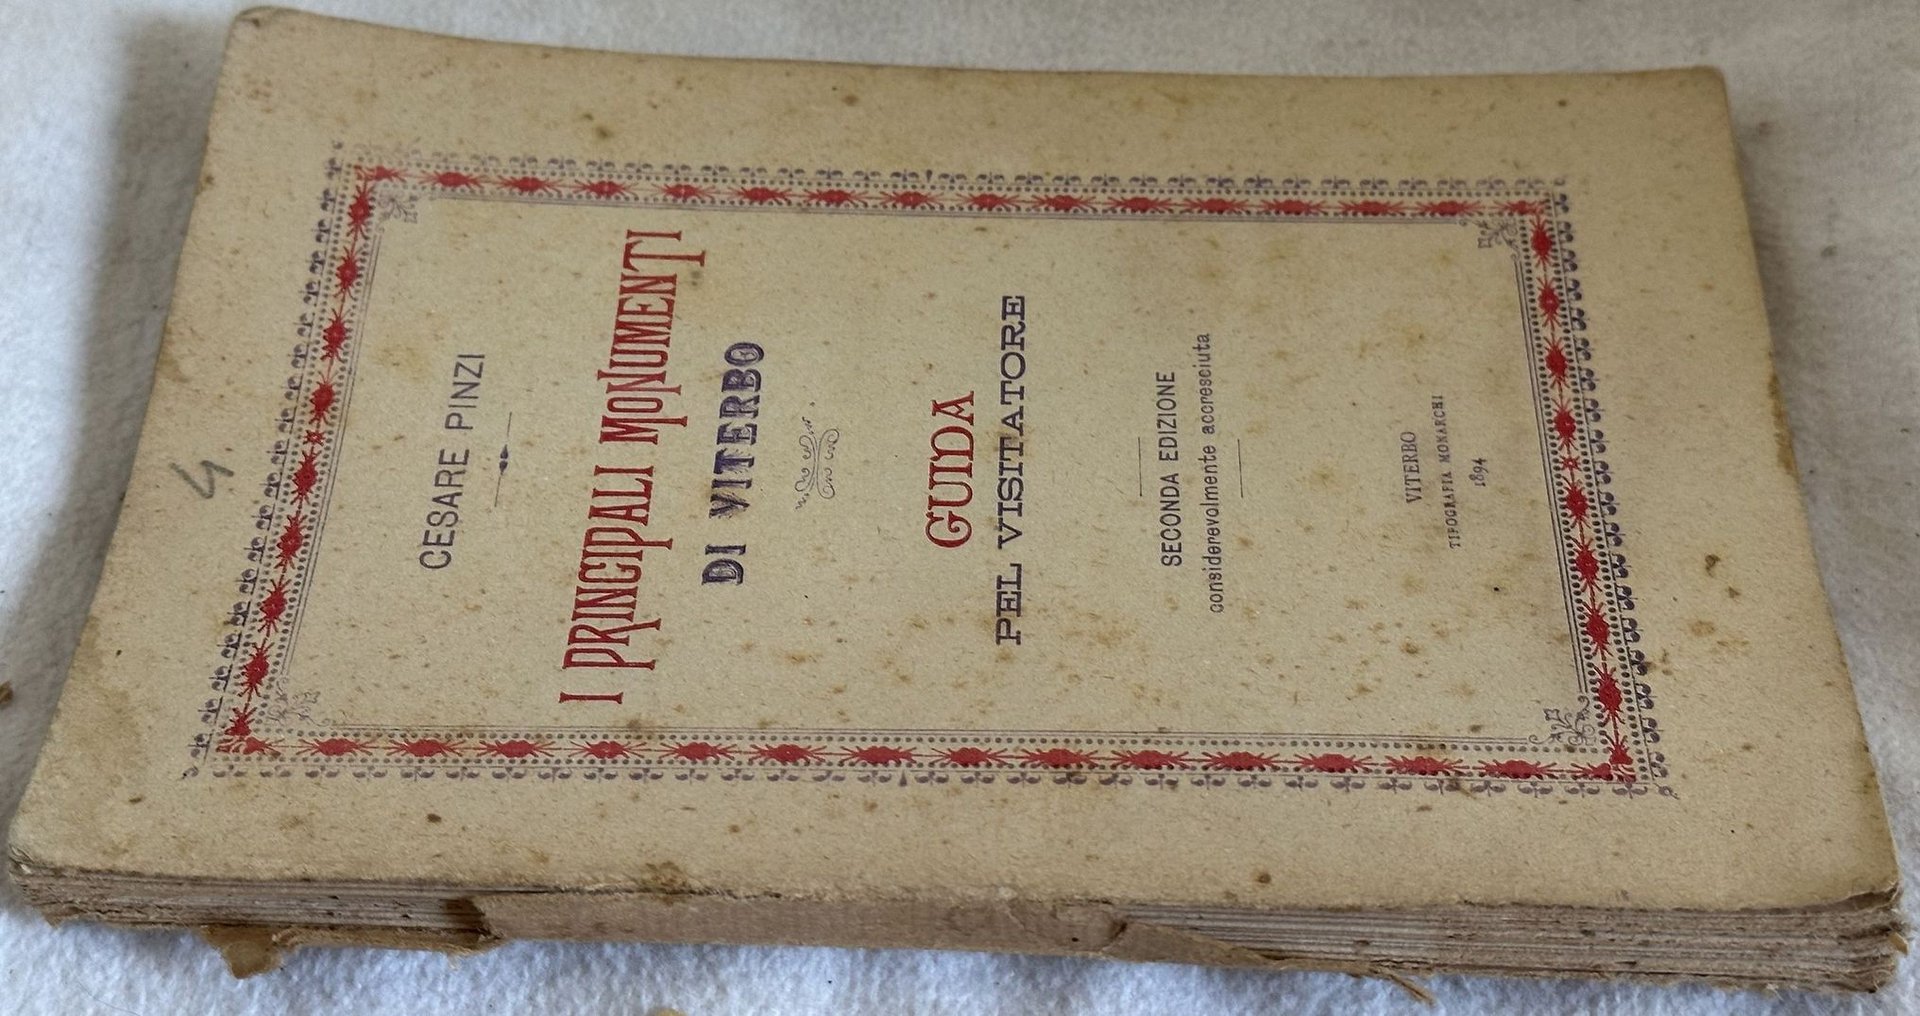 4
CESARE PINZI
I PRINCIPALI MONUMENTI
DI VITERBO
GUIDA
PEL VISITATORE
SECONDA EDIZIONE
considerevolmente accresciuta
VITERBO
TIPOGRAFIA MONARCHI
1894